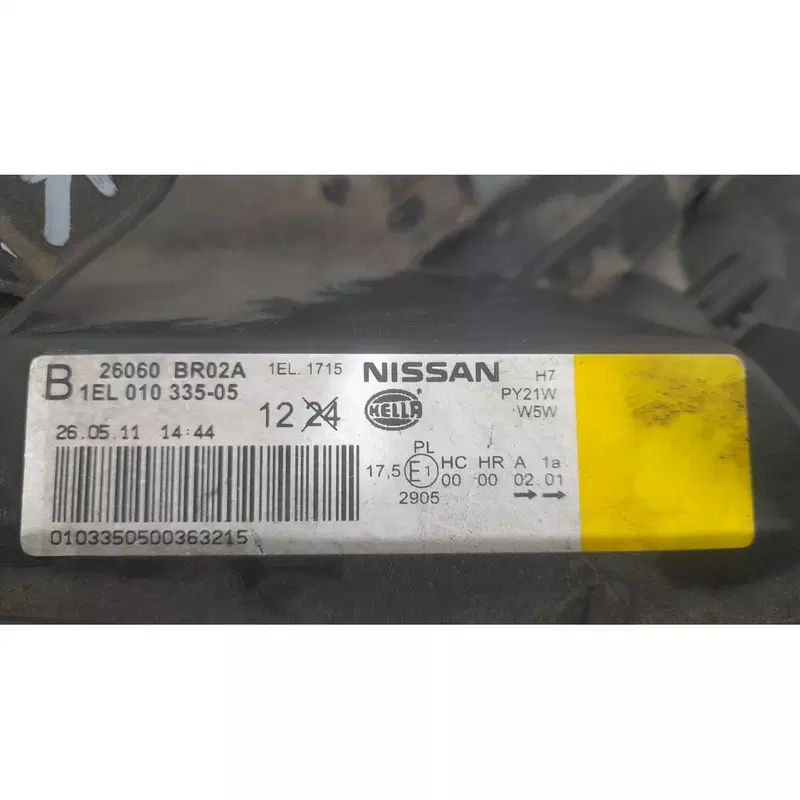 B 26060 BR02A 1EL. 1715 NISSAN H7
1EL 010 335-05 12 24 HELLA PY21W
W5W
26.05.11 14:44
PL
17,5 E1 HC HR A 1a
00 00 02 01
2905 → →
0103350500363215